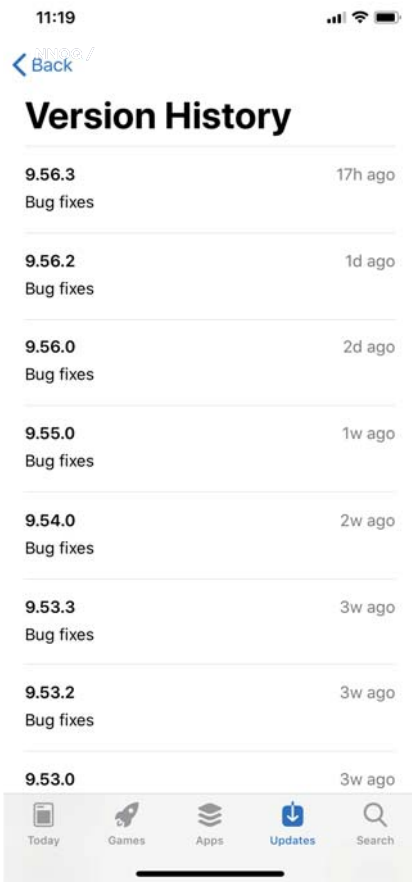 11:19
Back
Version History
9.56.3 17h ago
Bug fixes
9.56.2 1d ago
Bug fixes
9.56.0 2d ago
Bug fixes
9.55.0 1w ago
Bug fixes
9.54.0 2w ago
Bug fixes
9.53.3 3w ago
Bug fixes
9.53.2 3w ago
Bug fixes
9.53.0 3w ago
Today Games Apps Updates Search